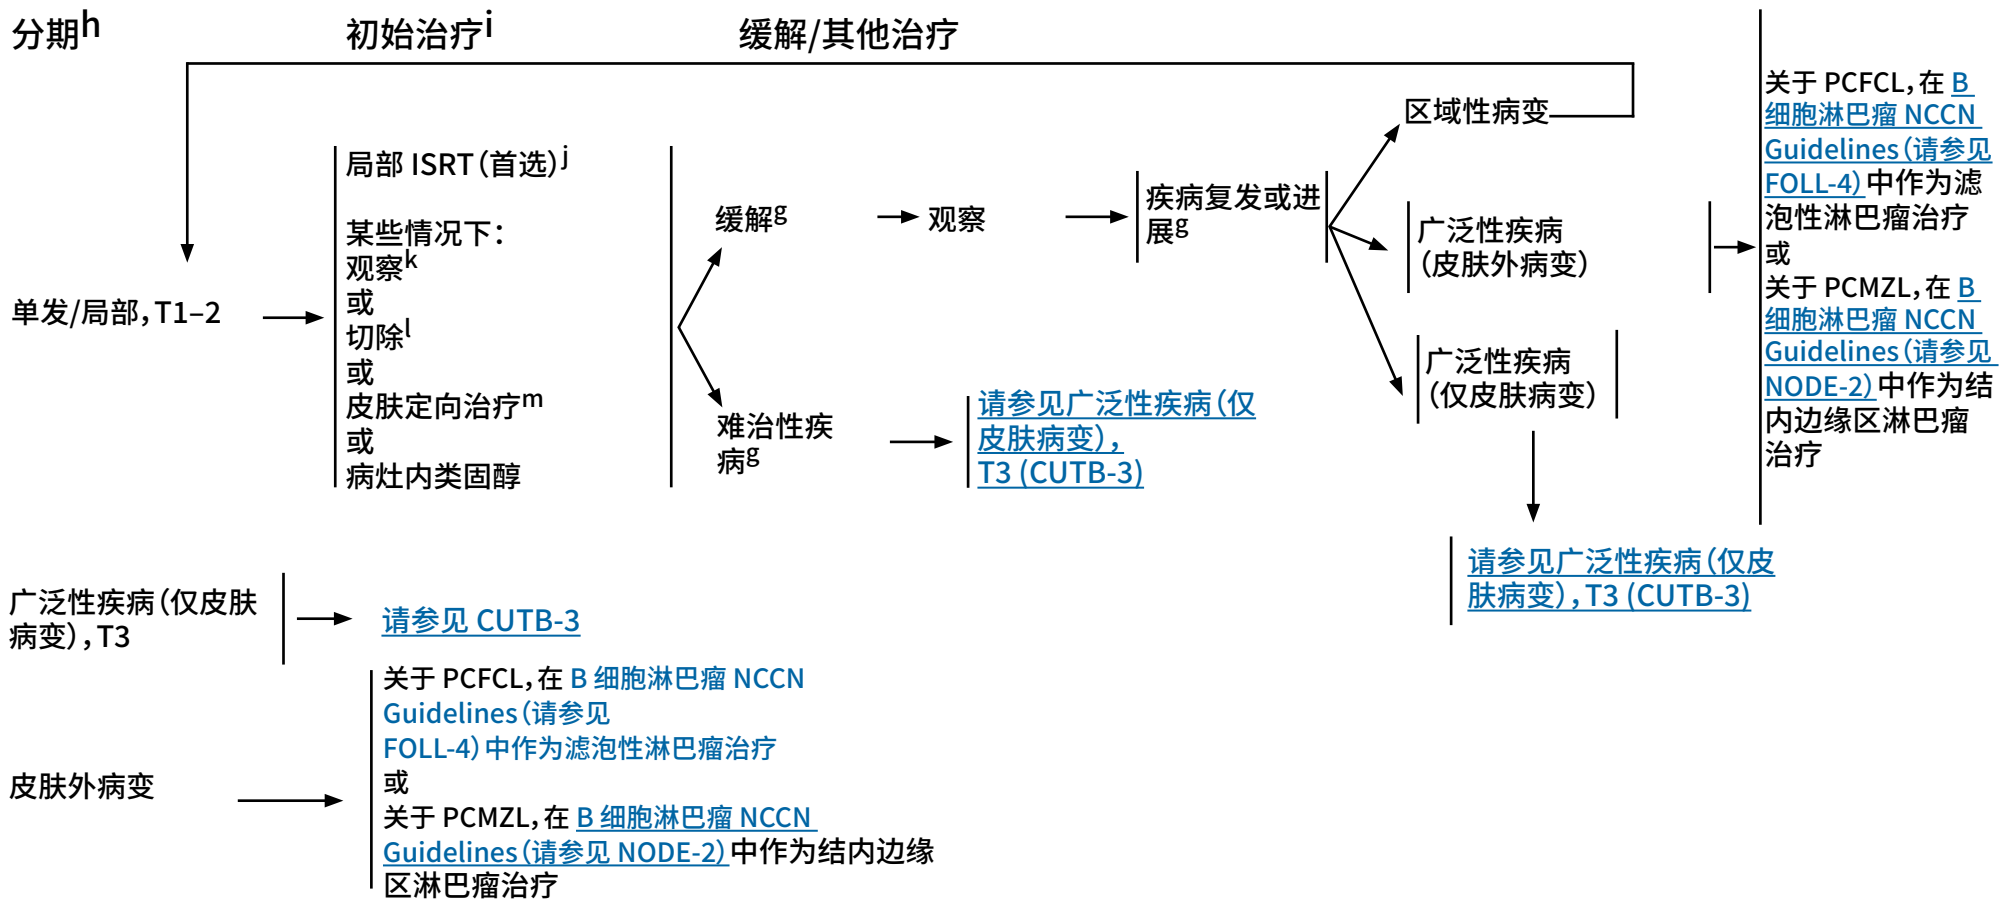 分期h
初始治疗i
缓解/其他治疗
单发/局部，T1–2
局部 ISRT（首选）j
某些情况下：
观察k
或
切除l
或
皮肤定向治疗m
或
病灶内类固醇
缓解g
观察
疾病复发或进
展g
难治性疾
病g
请参见广泛性疾病（仅
皮肤病变），
T3 (CUTB-3)
区域性病变
广泛性疾病
（皮肤外病变）
广泛性疾病
（仅皮肤病变）
请参见广泛性疾病（仅皮
肤病变），T3 (CUTB-3)
关于 PCFCL，在 B
细胞淋巴瘤 NCCN
Guidelines（请参见
FOLL-4）中作为滤
泡性淋巴瘤治疗
或
关于 PCMZL，在 B
细胞淋巴瘤 NCCN
Guidelines（请参见
NODE-2）中作为结
内边缘区淋巴瘤
治疗
广泛性疾病（仅皮肤
病变），T3
请参见 CUTB-3
皮肤外病变
关于 PCFCL，在 B 细胞淋巴瘤 NCCN
Guidelines（请参见
FOLL-4）中作为滤泡性淋巴瘤治疗
或
关于 PCMZL，在 B 细胞淋巴瘤 NCCN
Guidelines（请参见 NODE-2）中作为结内边缘
区淋巴瘤治疗